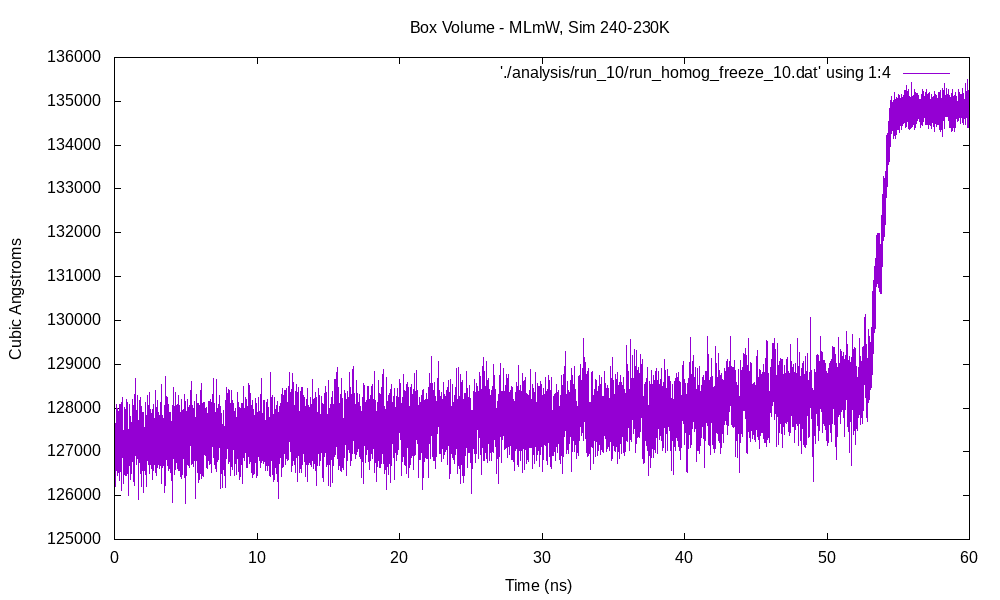 Box Volume - MLmW, Sim 240-230K
'./analysis/run_10/run_homog_freeze_10.dat' using 1:4
136000
135000
134000
133000
132000
131000
130000
129000
128000
127000
126000
125000
Cubic Angstroms
0 10 20 30 40 50 60
Time (ns)